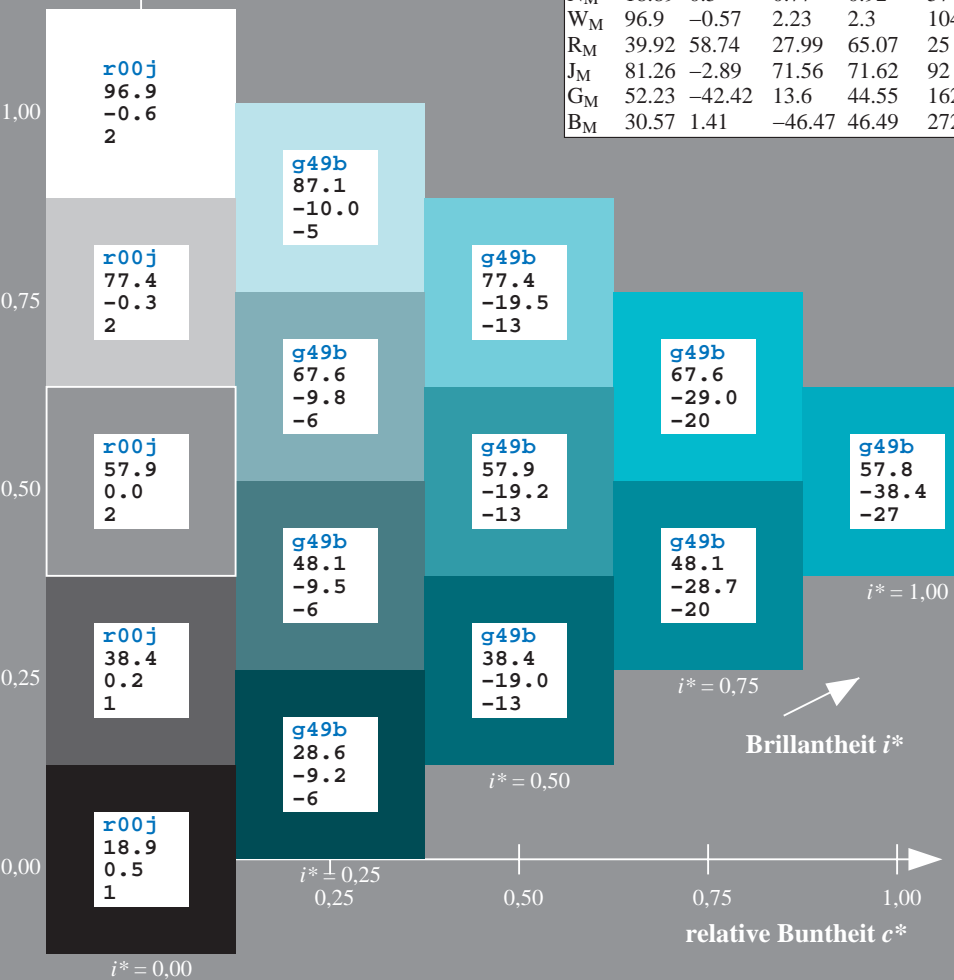 W_M 96.9 −0.57 2.23 2.3
R_M 39.92 58.74 27.99 65.07 25
J_M 81.26 −2.89 71.56 71.62 92
G_M 52.23 −42.42 13.6 44.55
B_M 30.57 1.41 −46.47 46.49
1,00
0,75
0,50
0,25
0,00
r00j
96.9
-0.6
2
r00j
77.4
-0.3
2
r00j
57.9
0.0
2
r00j
38.4
0.2
1
r00j
18.9
0.5
1
i* = 0,00
g49b
87.1
-10.0
-5
g49b
67.6
-9.8
-6
g49b
48.1
-9.5
-6
g49b
28.6
-9.2
-6
i* = 0,25
g49b
77.4
-19.5
-13
g49b
57.9
-19.2
-13
g49b
38.4
-19.0
-13
i* = 0,50
g49b
67.6
-29.0
-20
g49b
48.1
-28.7
-20
i* = 0,75
g49b
57.8
-38.4
-27
i* = 1,00
Brillantheit i*
0,25 0,50 0,75 1,00
relative Buntheit c*